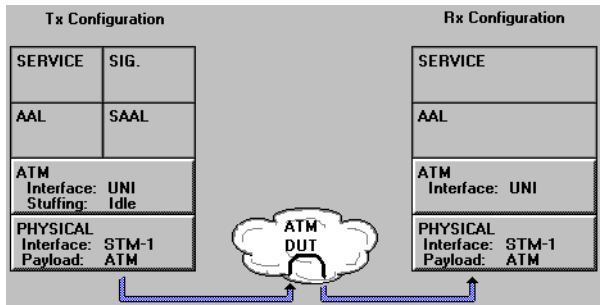 Tx Configuration
Rx Configuration
SERVICE SIG.
AAL SAAL
ATM
Interface: UNI
Stuffing: Idle
PHYSICAL
Interface: STM-1
Payload: ATM
ATM
DUT
SERVICE
AAL
ATM
Interface: UNI
PHYSICAL
Interface: STM-1
Payload: ATM